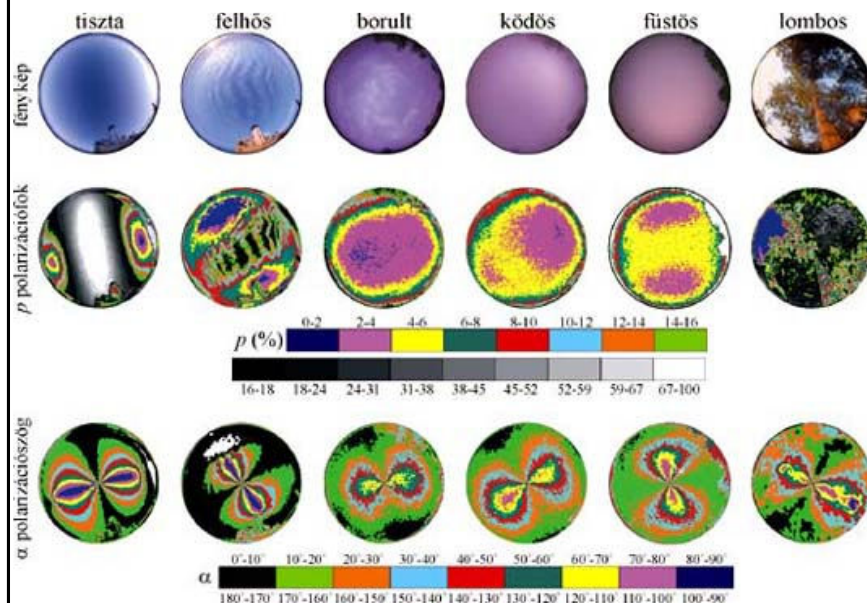 tiszta felhős borult ködös füstös lombos
fénykép
p polarizációfok
0-2 2-4 4-6 6-8 8-10 10-12 12-14 14-16
p (%)
16-18 18-24 24-31 31-38 38-45 45-52 52-59 59-67 67-100
α polarizációszög
0°-10° 10°-20° 20°-30° 30°-40° 40°-50° 50°-60° 60°-70° 70°-80° 80°-90°
α
180°-170° 170°-160° 160°-150° 150°-140° 140°-130° 130°-120° 120°-110° 110°-100° 100°-90°